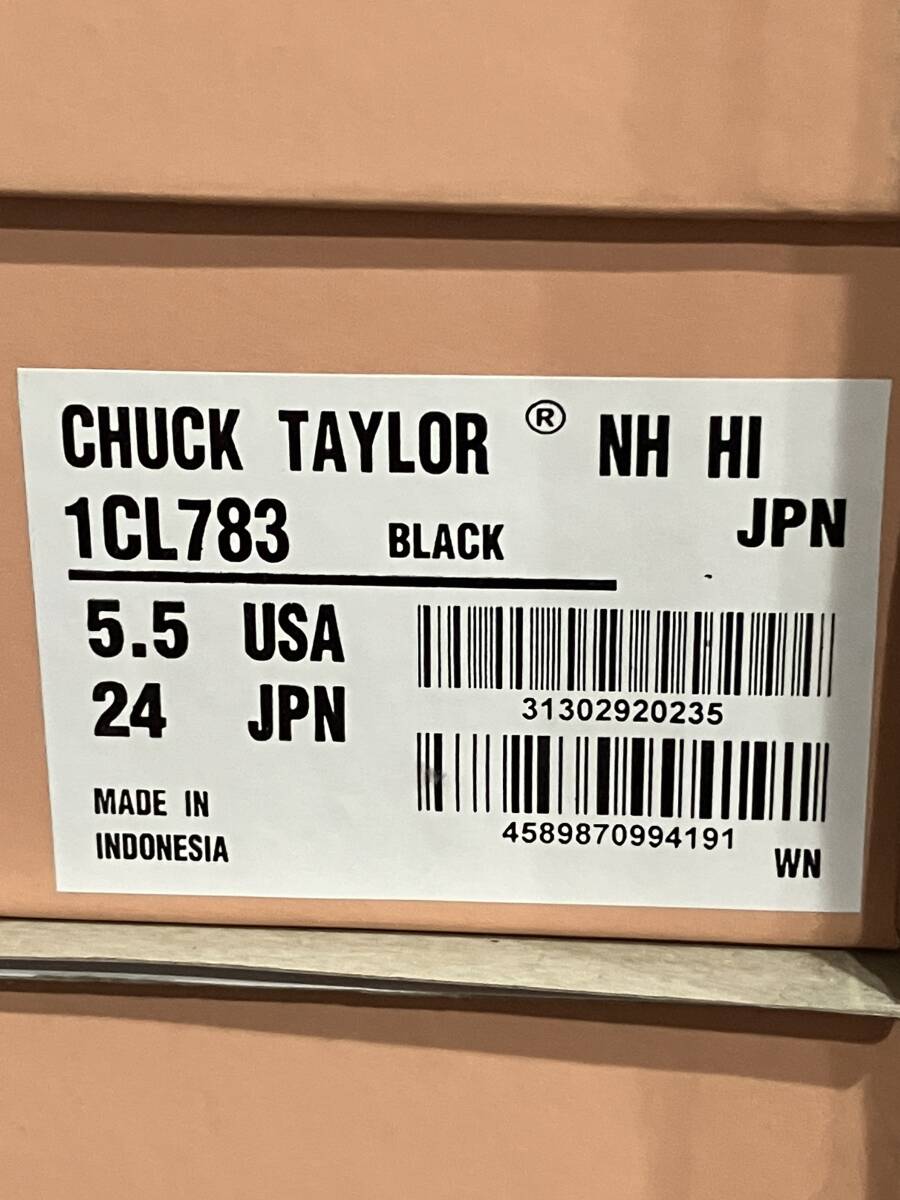 CHUCK TAYLOR ® NH HI
1CL783 BLACK JPN
5.5 USA
24 JPN
31302920235
MADE IN
INDONESIA
4589870994191
WN